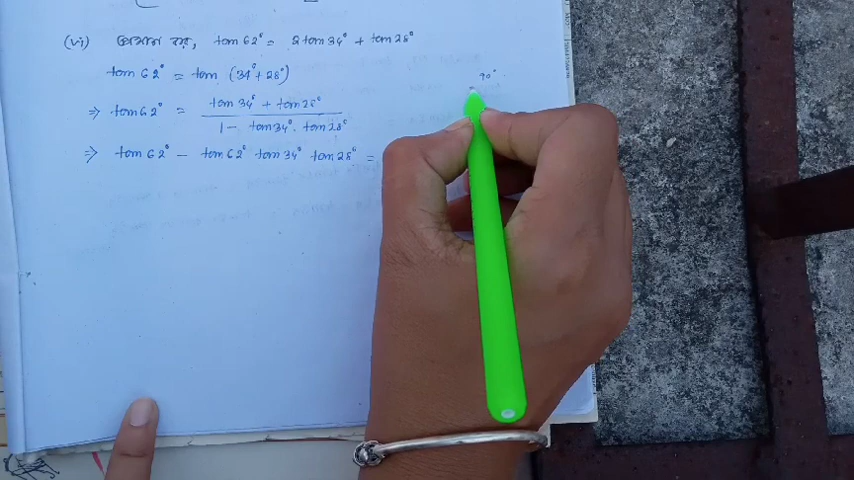 (vi) প্রমাণ কর, tan 62° = 2 tan 34° + tan 28°
90°
tan 62° = tan (34° + 28°)
⇒ tan 62° = (tan 34° + tan 28°) / (1 - tan 34° . tan 28°)
⇒ tan 62° - tan 62° tan 34° tan 28° =